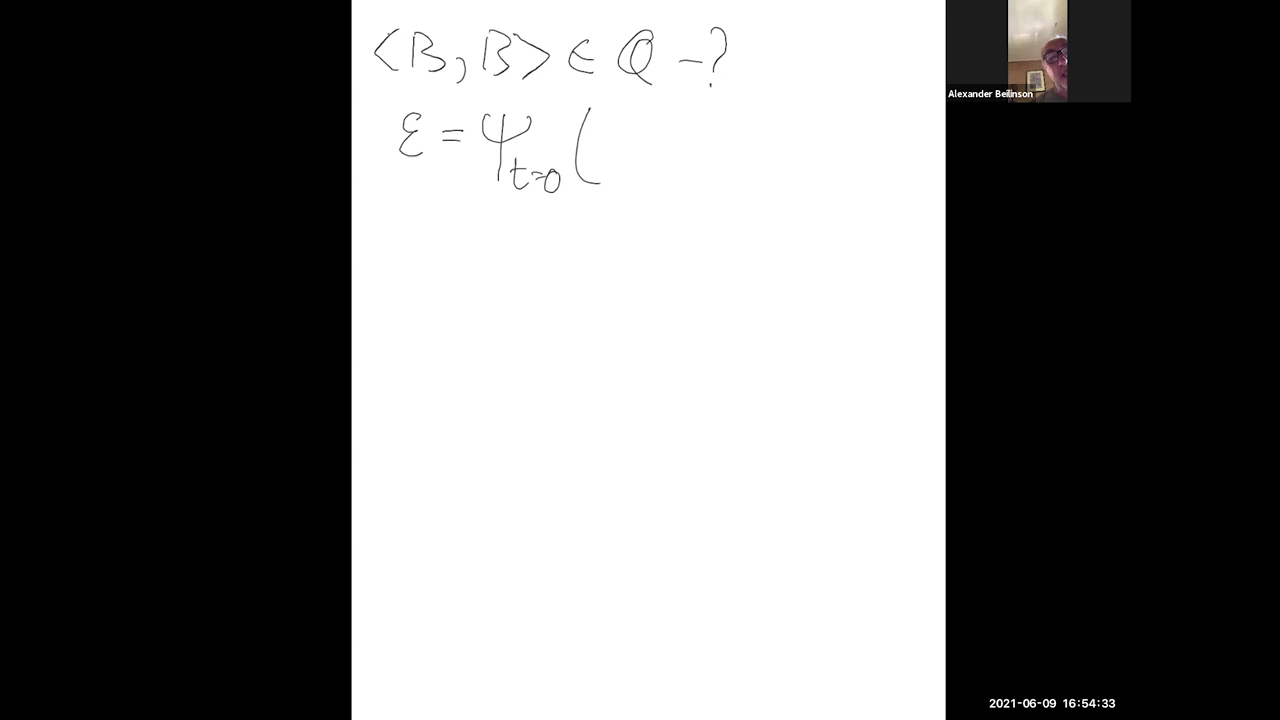 <B, B> ∈ Q -?
ℰ = Ψ_{t=0} (
Alexander Beilinson
2021-06-09 16:54:33